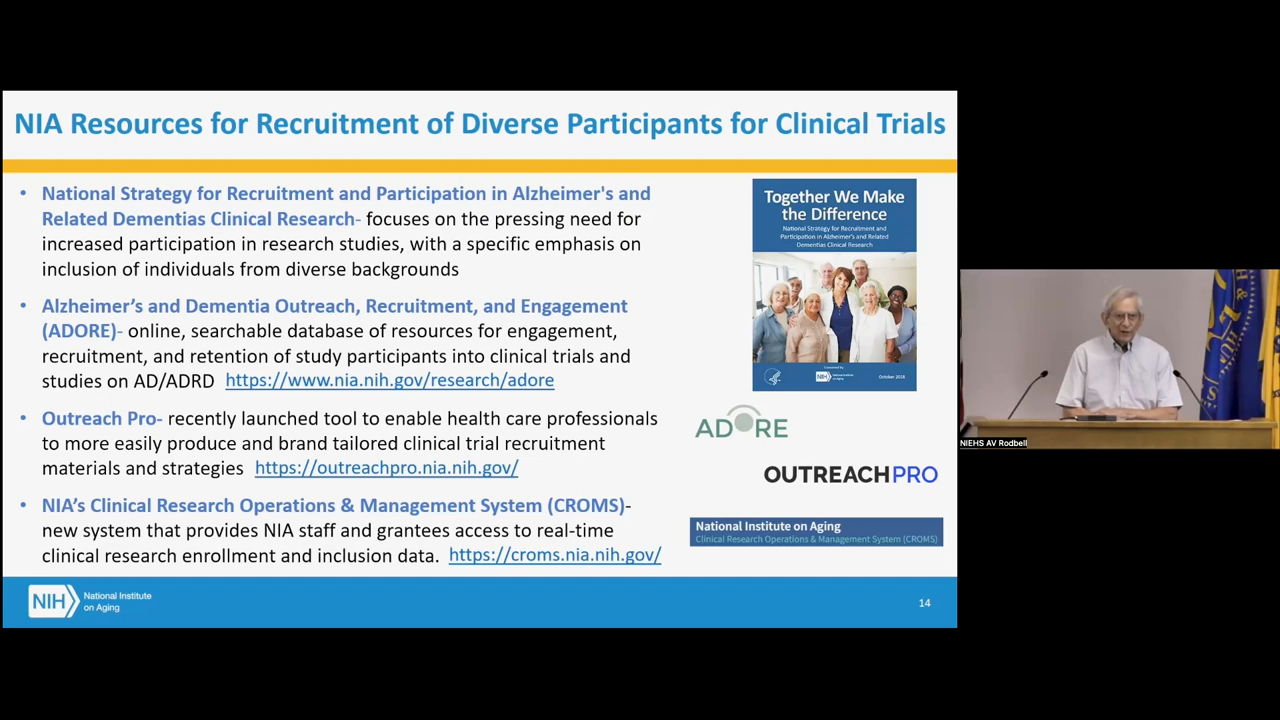 NIA Resources for Recruitment of Diverse Participants for Clinical Trials
• National Strategy for Recruitment and Participation in Alzheimer's and
Related Dementias Clinical Research- focuses on the pressing need for
increased participation in research studies, with a specific emphasis on
inclusion of individuals from diverse backgrounds
• Alzheimer’s and Dementia Outreach, Recruitment, and Engagement
(ADORE)- online, searchable database of resources for engagement,
recruitment, and retention of study participants into clinical trials and
studies on AD/ADRD https://www.nia.nih.gov/research/adore
• Outreach Pro- recently launched tool to enable health care professionals
to more easily produce and brand tailored clinical trial recruitment
materials and strategies https://outreachpro.nia.nih.gov/
• NIA’s Clinical Research Operations & Management System (CROMS)-
new system that provides NIA staff and grantees access to real-time
clinical research enrollment and inclusion data. https://croms.nia.nih.gov/
Together We Make
the Difference
National Strategy for Recruitment and
Participation in Alzheimer's and Related
Dementias Clinical Research
NIH
National Institute
on Aging
October 2018
ADORE
OUTREACHPRO
National Institute on Aging
Clinical Research Operations & Management System (CROMS)
NIH
National Institute
on Aging
14
NIEHS AV Rodbell